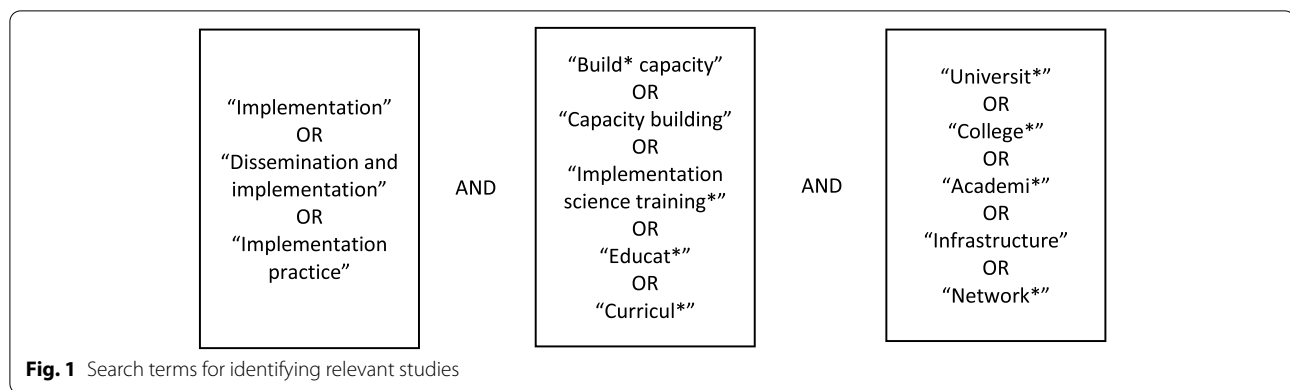 “Implementation”
OR
“Dissemination and
implementation”
OR
“Implementation
practice”
AND
“Build* capacity”
OR
“Capacity building”
OR
“Implementation
science training*”
OR
“Educat*”
OR
“Curricul*”
AND
“Universit*”
OR
“College*”
OR
“Academi*”
OR
“Infrastructure”
OR
“Network*”
Fig. 1 Search terms for identifying relevant studies